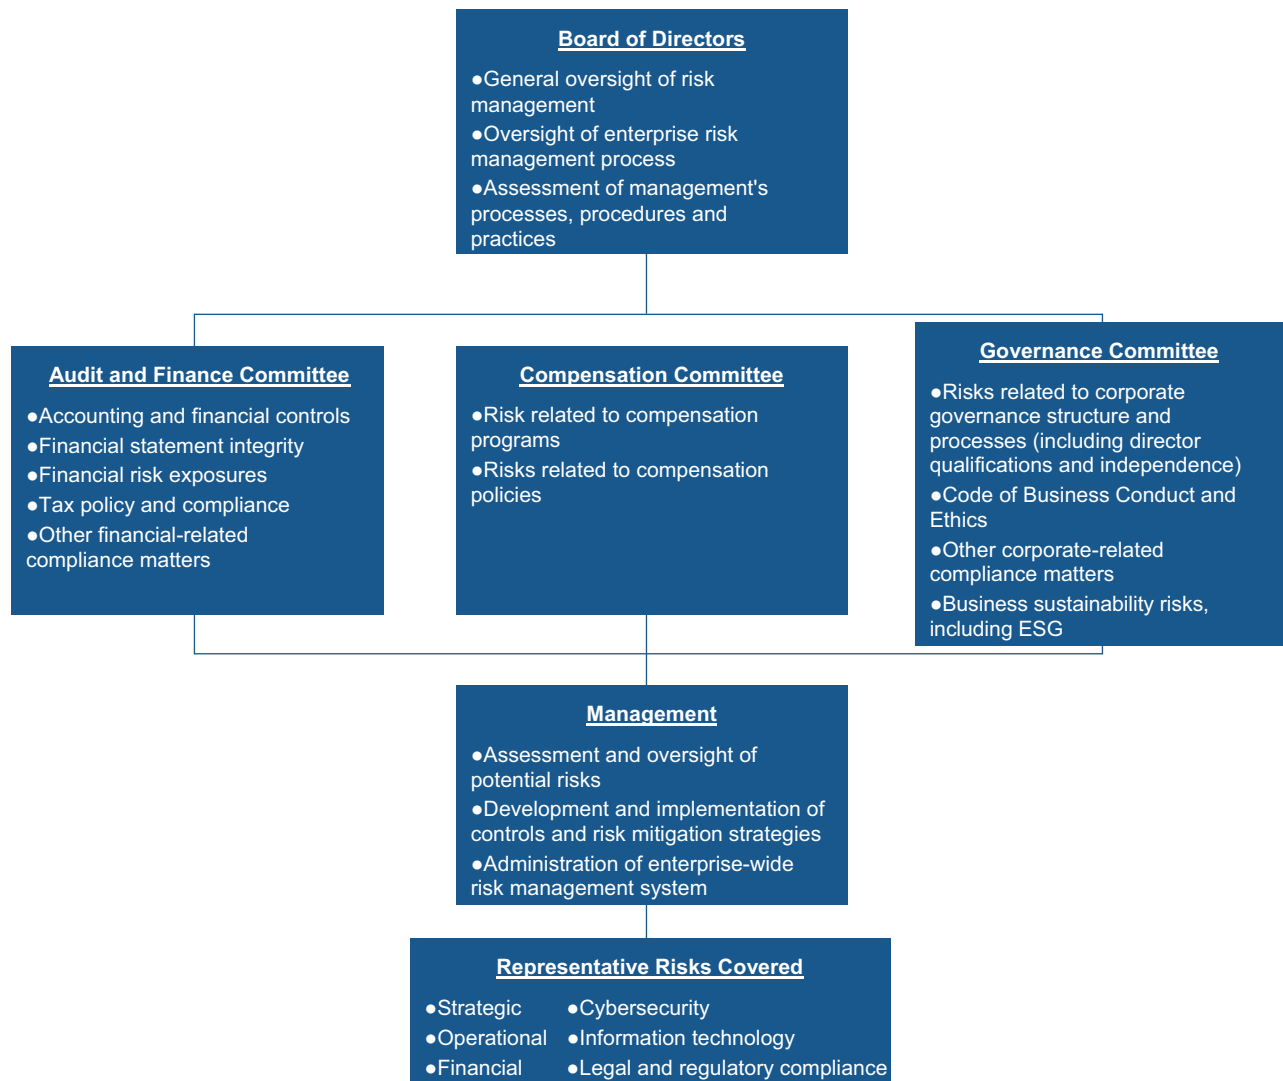 Board of Directors
●General oversight of risk
management
●Oversight of enterprise risk
management process
●Assessment of management's
processes, procedures and
practices
Audit and Finance Committee
●Accounting and financial controls
●Financial statement integrity
●Financial risk exposures
●Tax policy and compliance
●Other financial-related
compliance matters
Compensation Committee
●Risk related to compensation
programs
●Risks related to compensation
policies
Governance Committee
●Risks related to corporate
governance structure and
processes (including director
qualifications and independence)
●Code of Business Conduct and
Ethics
●Other corporate-related
compliance matters
●Business sustainability risks,
including ESG
Management
●Assessment and oversight of
potential risks
●Development and implementation of
controls and risk mitigation strategies
●Administration of enterprise-wide
risk management system
Representative Risks Covered
●Strategic ●Cybersecurity
●Operational ●Information technology
●Financial ●Legal and regulatory compliance